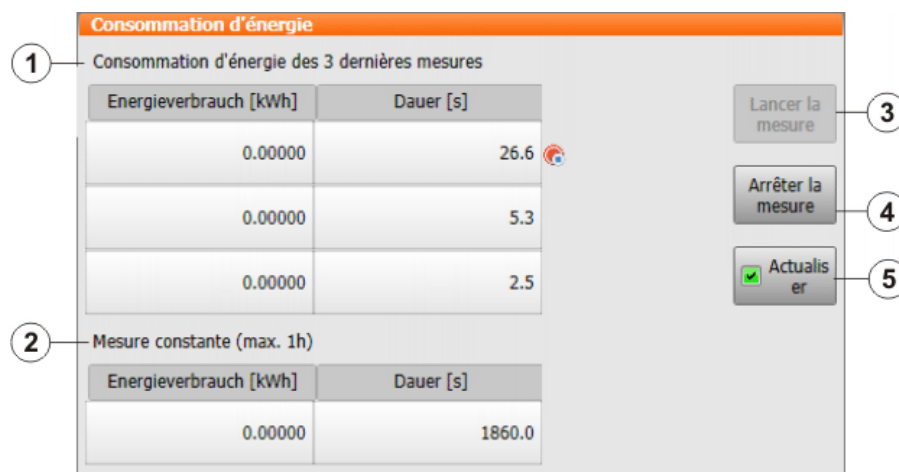 Consommation d'énergie
1
Consommation d'énergie des 3 dernières mesures
Energieverbrauch [kWh] Dauer [s]
0.00000 26.6
0.00000 5.3
0.00000 2.5
Lancer la
mesure
3
Arrêter la
mesure
4
Actualis
er
5
2
Mesure constante (max. 1h)
Energieverbrauch [kWh] Dauer [s]
0.00000 1860.0